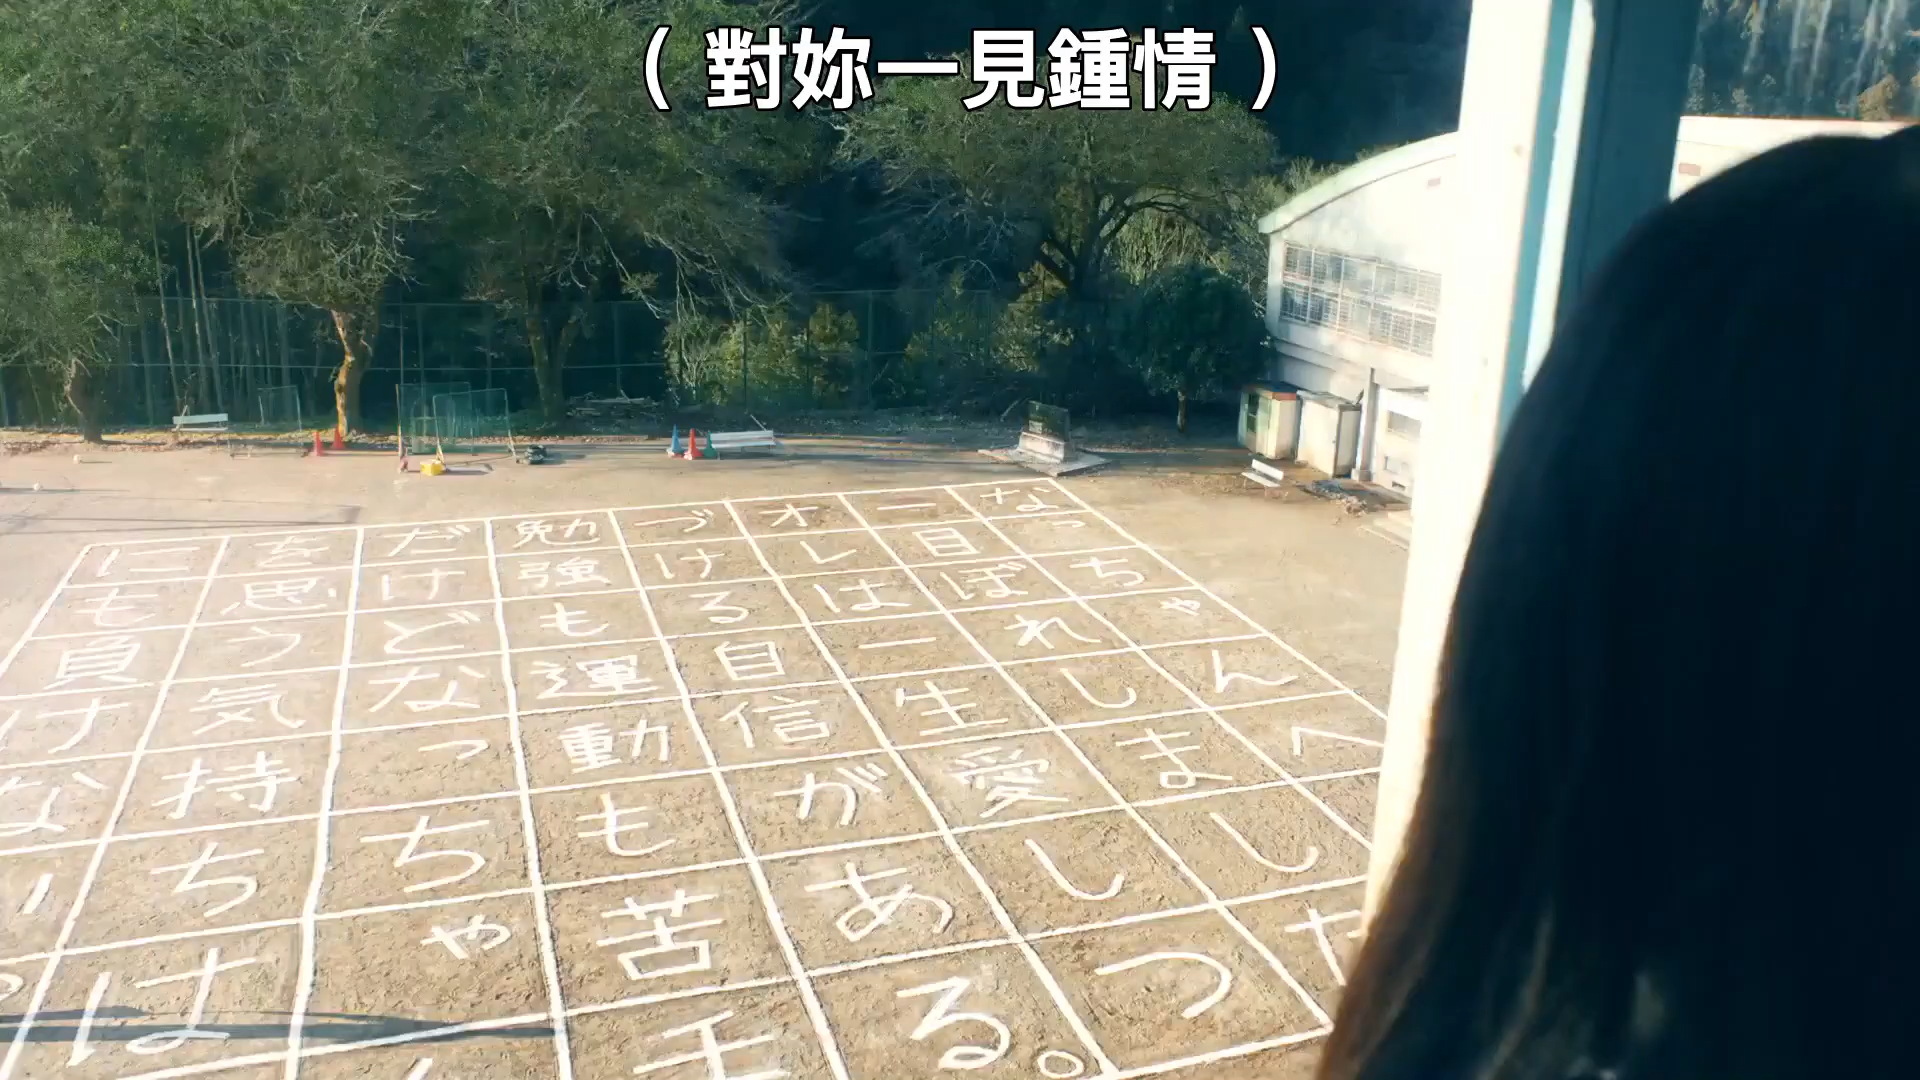 （對妳一見鍾情）
なっちゃんへ
一目ぼれしました
オレは一生愛しつ
づける自信がある。
勉強も運動も苦手
だけどなっちゃ
を思う気持ちは
にも負けない。